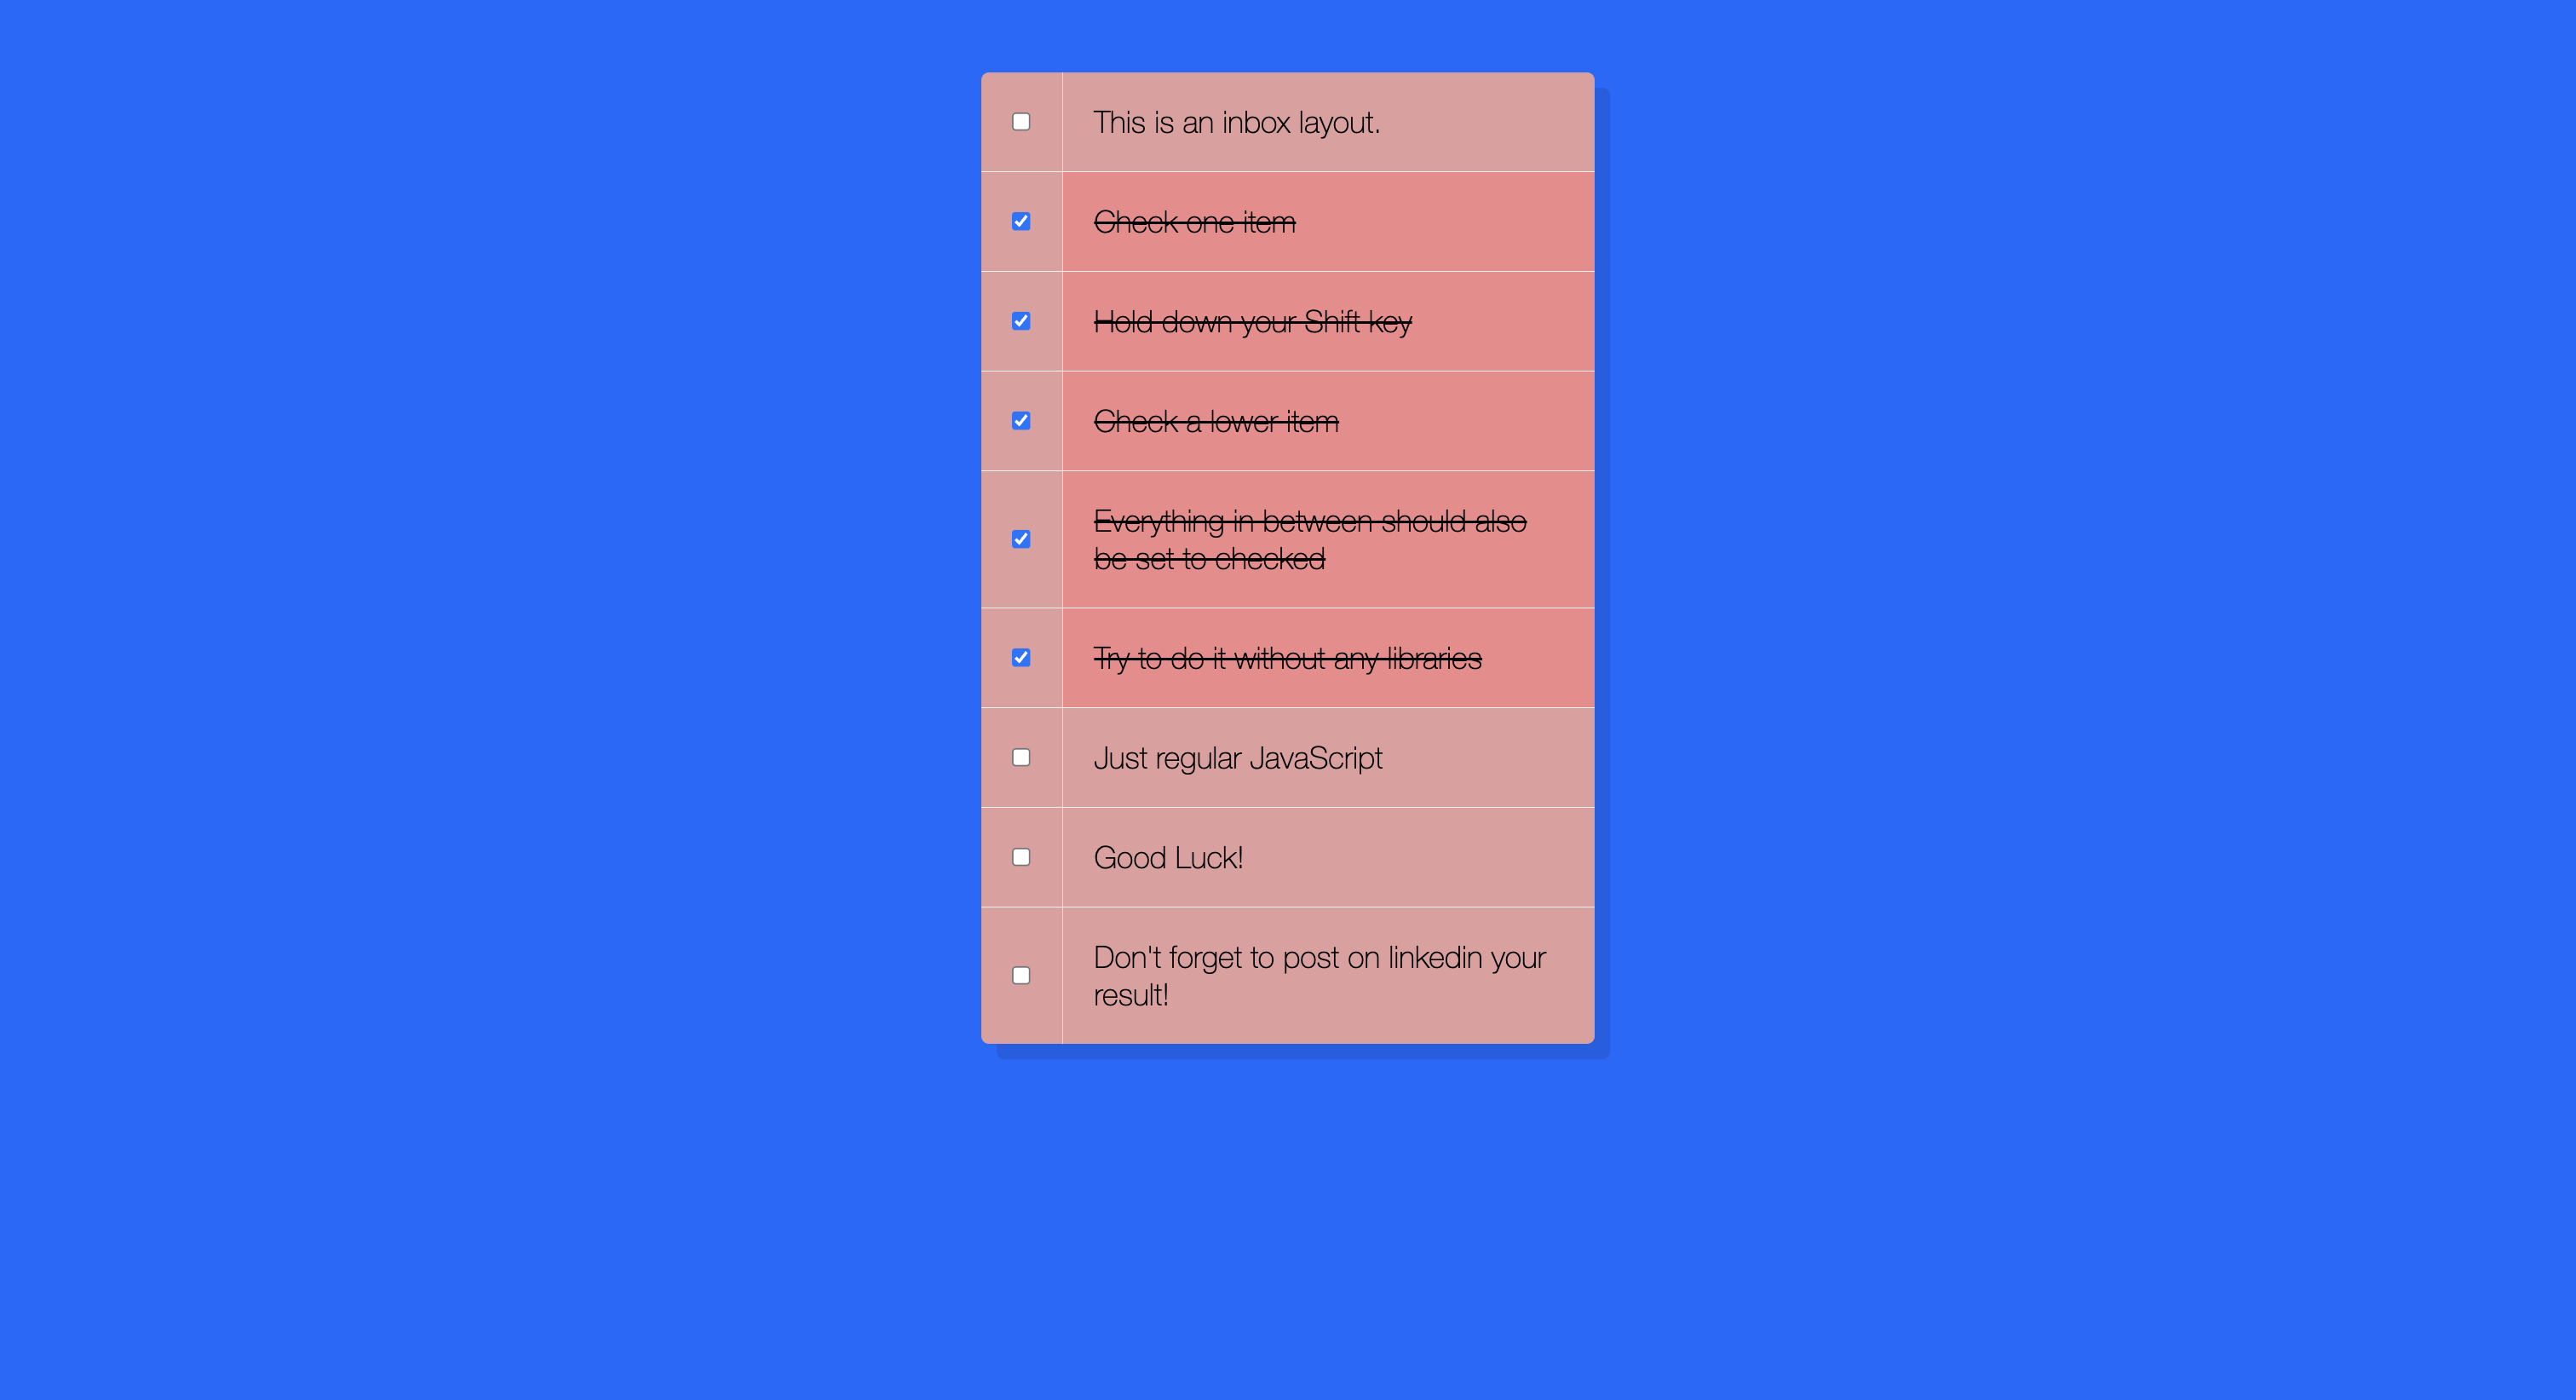 This is an inbox layout.
Check one item
Hold down your Shift key
Check a lower item
Everything in between should also
be set to checked
Try to do it without any libraries
Just regular JavaScript
Good Luck!
Don't forget to post on linkedin your
result!